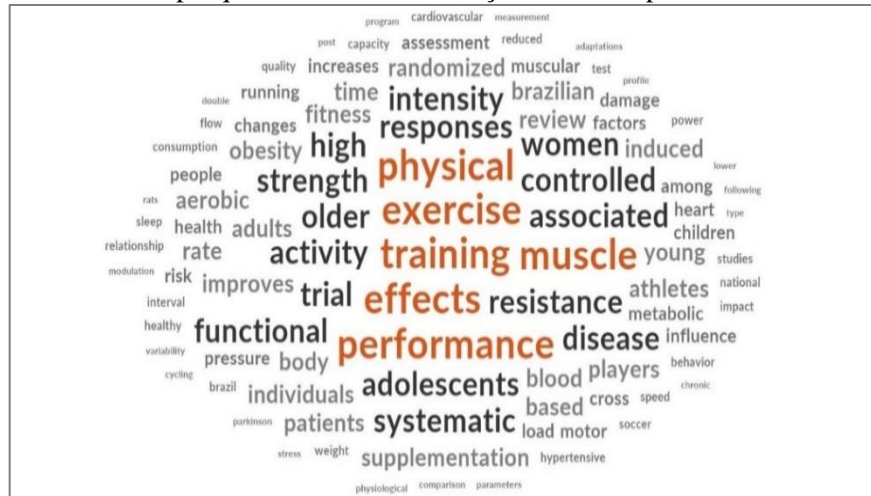 program cardiovascular measurement
post capacity assessment reduced adaptations
quality increases randomized muscular test
double running time intensity brazilian profile damage
flow changes fitness responses review factors power
consumption obesity high physical women induced
people strength controlled among lower following
rats aerobic older exercise associated heart type
sleep health adults children
relationship rate activity training muscle young studies
modulation risk improves trial effects resistance athletes national
interval metabolic impact
healthy functional performance disease influence
variability pressure body blood players behavior
cycling brazil individuals adolescents based cross speed chronic
parkinson patients systematic load motor soccer
stress weight supplementation hypertensive
physiological comparison parameters